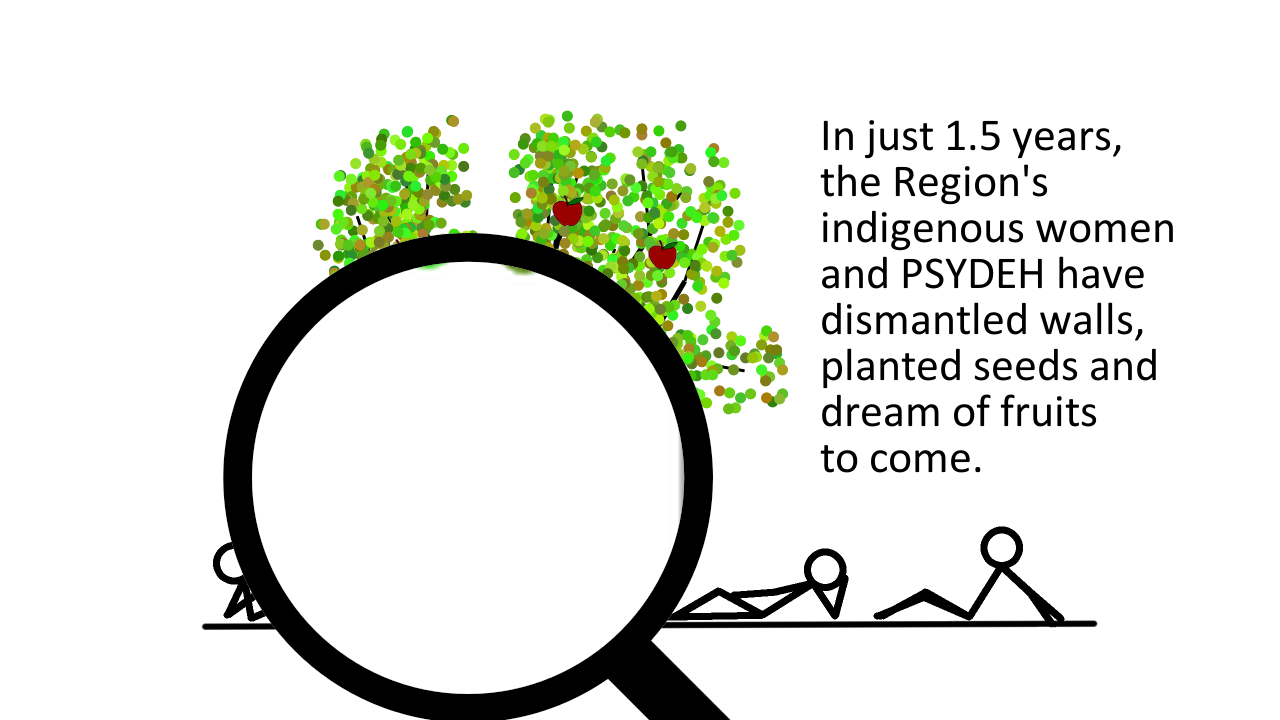 In just 1.5 years,
the Region's
indigenous women
and PSYDEH have
dismantled walls,
planted seeds and
dream of fruits
to come.